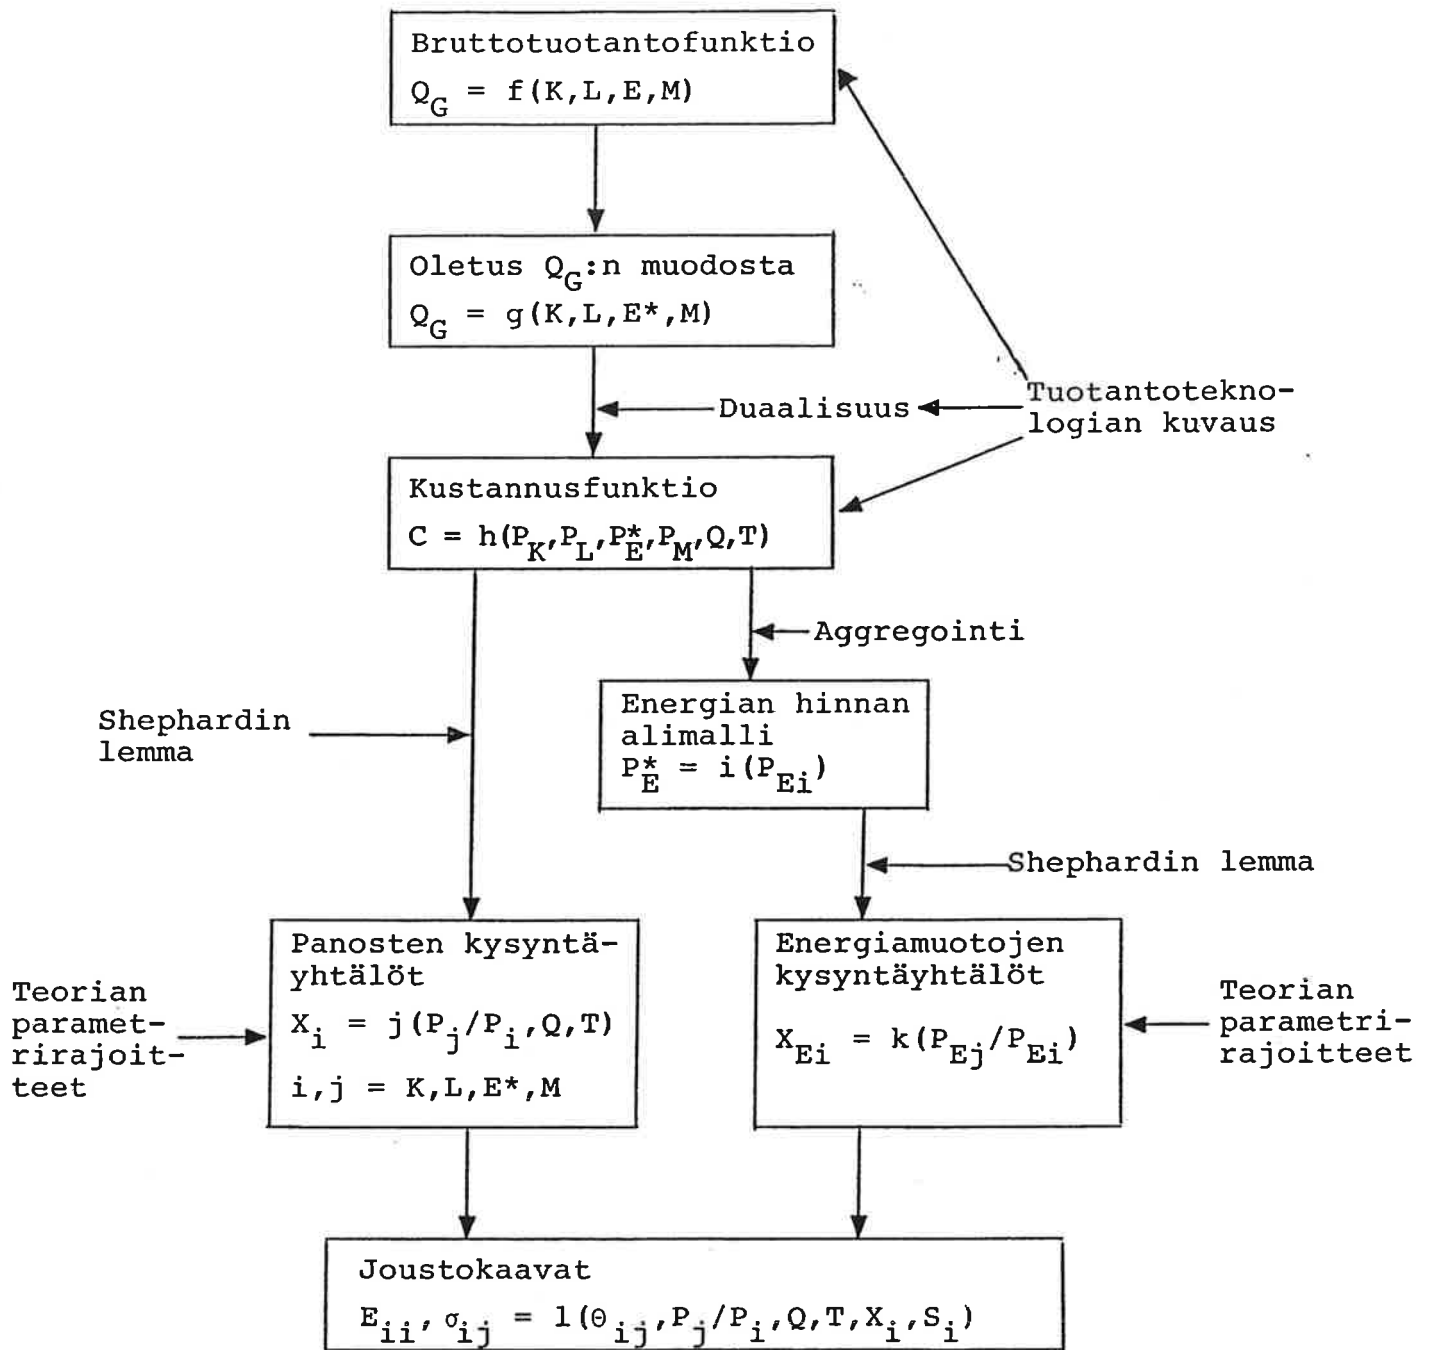 Bruttotuotantofunktio
Q_G = f(K,L,E,M)
Oletus Q_G:n muodosta
Q_G = g(K,L,E*,M)
Tuotantotekno-
logian kuvaus
Duaalisuus
Kustannusfunktio
C = h(P_K,P_L,P*_E,P_M,Q,T)
Aggregointi
Energian hinnan
alimalli
P*_E = i(P_Ei)
Shephardin
lemma
Shephardin lemma
Panosten kysyntä-
yhtälöt
X_i = j(P_j/P_i,Q,T)
i,j = K,L,E*,M
Energiamuotojen
kysyntäyhtälöt
X_Ei = k(P_Ej/P_Ei)
Teorian
paramet-
rirajoit-
teet
Teorian
parametri-
rajoitteet
Joustokaavat
E_ii,σ_ij = l(Θ_ij,P_j/P_i,Q,T,X_i,S_i)